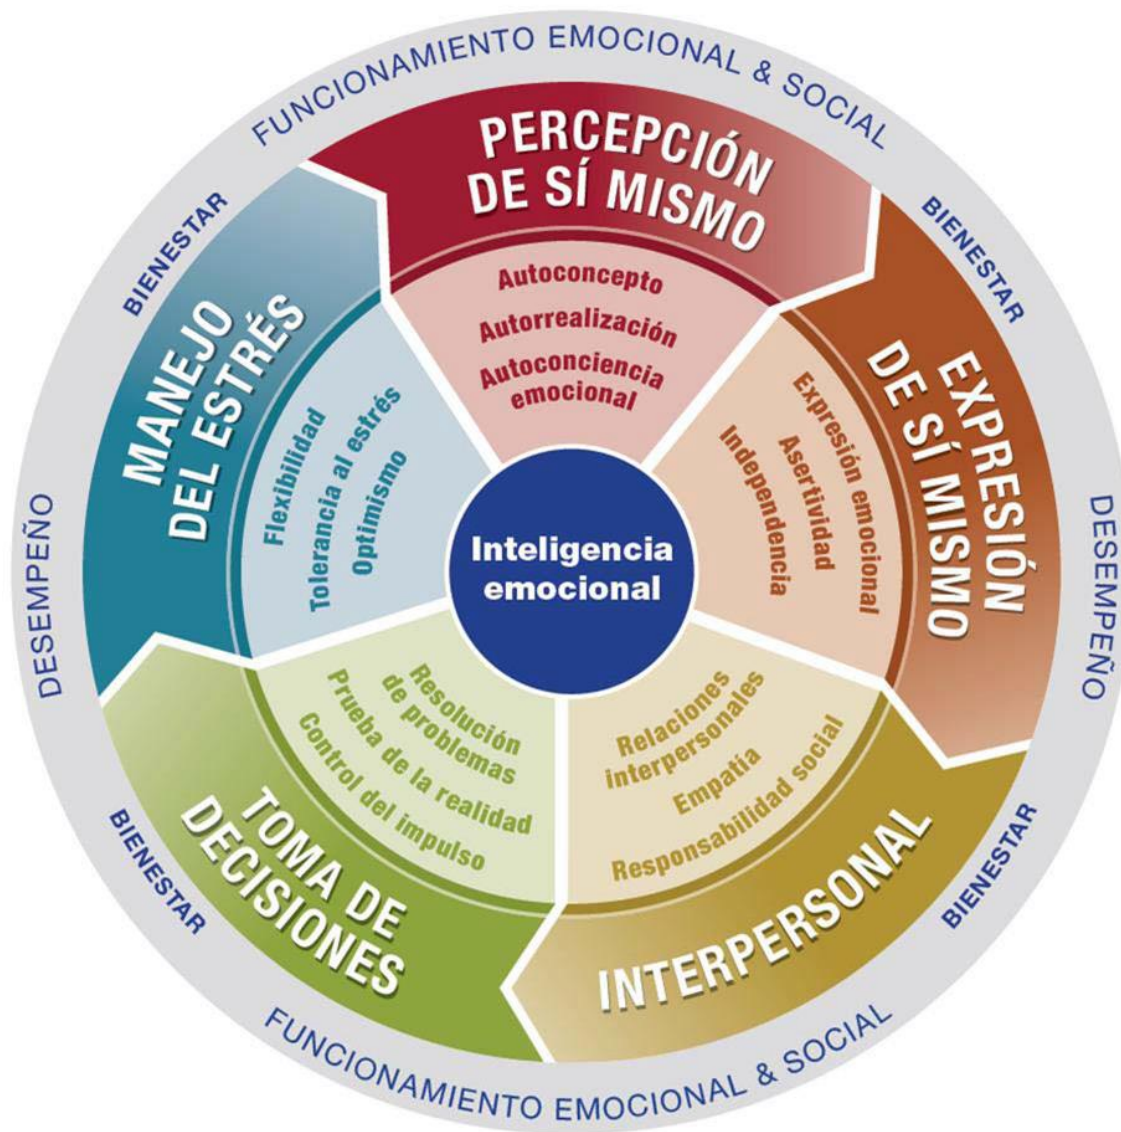 FUNCIONAMIENTO EMOCIONAL & SOCIAL
BIENESTAR
BIENESTAR
DESEMPEÑO
DESEMPEÑO
BIENESTAR
BIENESTAR
FUNCIONAMIENTO EMOCIONAL & SOCIAL
PERCEPCIÓN
DE SÍ MISMO
Autoconcepto
Autorrealización
Autoconciencia
emocional
EXPRESIÓN
DE SÍ MISMO
Expresión emocional
Asertividad
Independencia
INTERPERSONAL
Relaciones
interpersonales
Empatía
Responsabilidad social
TOMA DE
DECISIONES
Resolución
de problemas
Prueba de la realidad
Control del impulso
MANEJO
DEL ESTRÉS
Flexibilidad
Tolerancia al estrés
Optimismo
Inteligencia
emocional